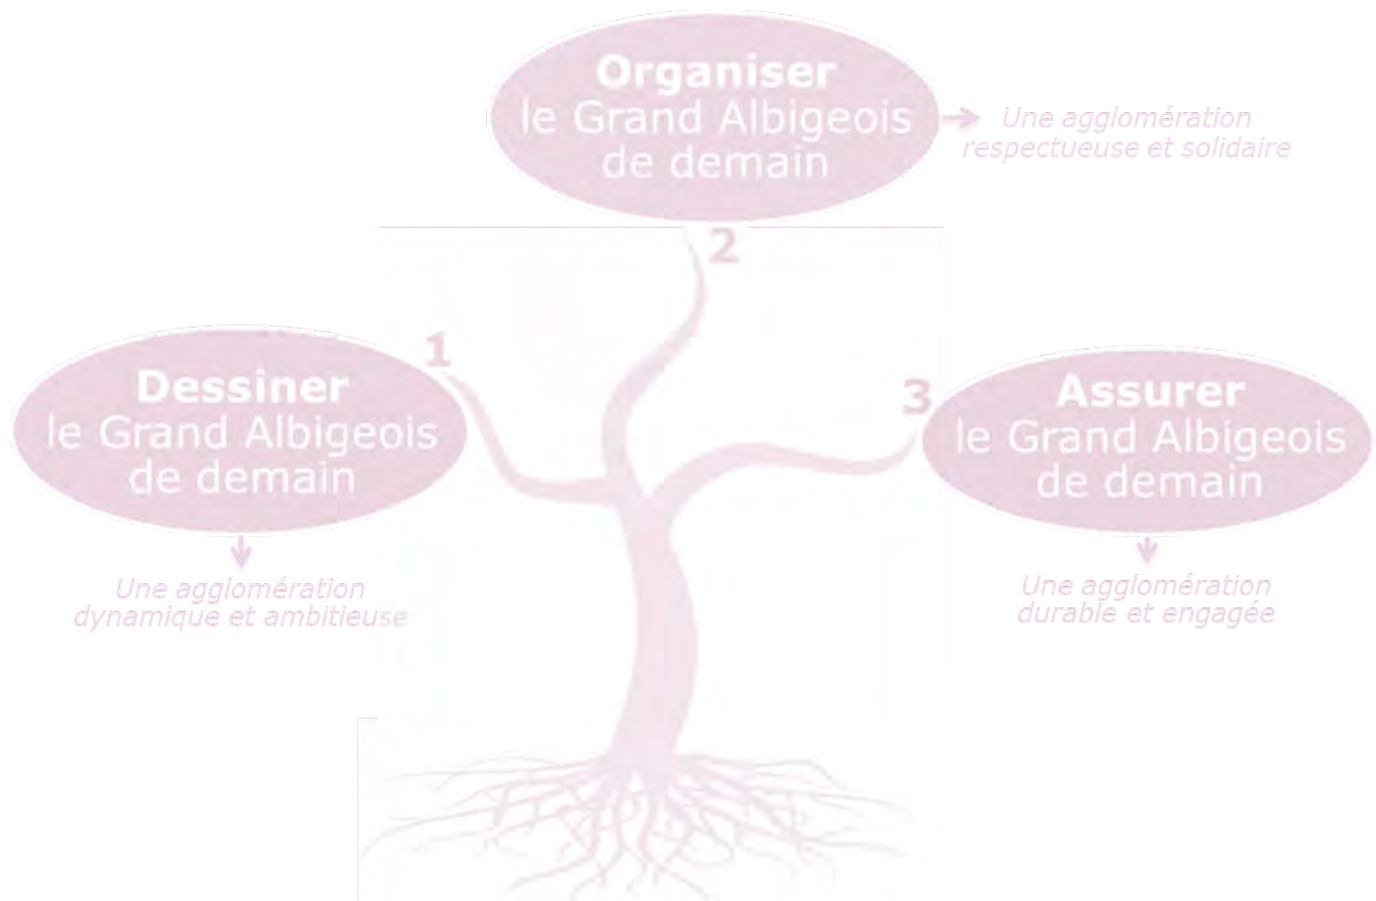 Organiser
le Grand Albigeois
de demain
Une agglomération
respectueuse et solidaire
2
1
Dessiner
le Grand Albigeois
de demain
Une agglomération
dynamique et ambitieuse
3
Assurer
le Grand Albigeois
de demain
Une agglomération
durable et engagée